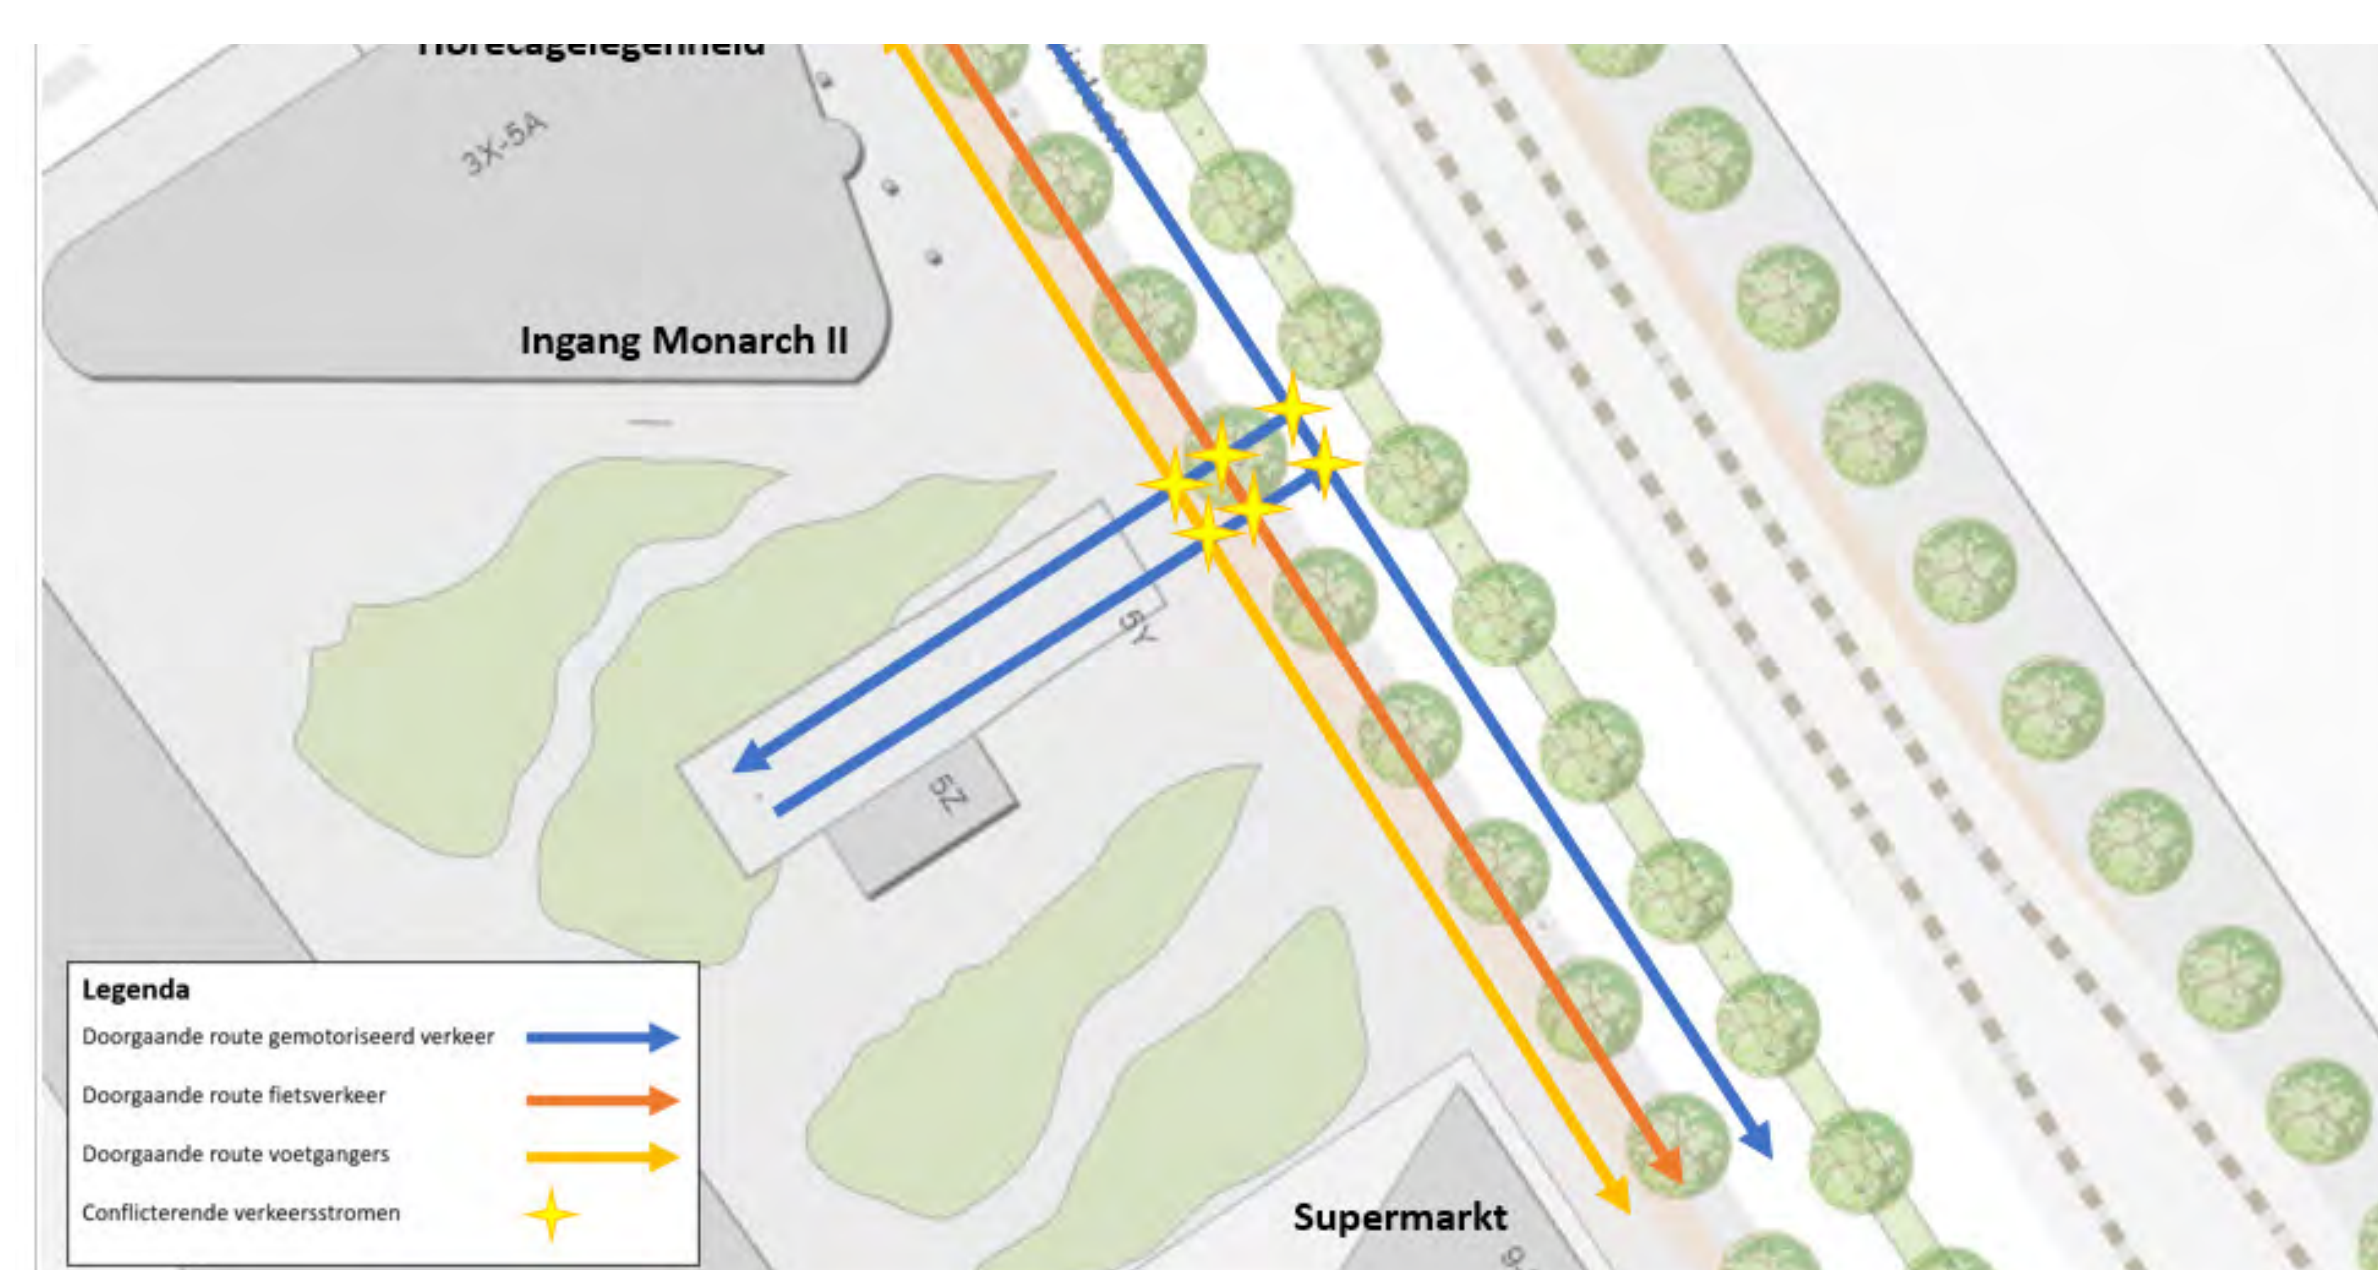 Horecagelegenheid
3X-5A
Ingang Monarch II
5Y
5Z
Legenda
Doorgaande route gemotoriseerd verkeer
Doorgaande route fietsverkeer
Doorgaande route voetgangers
Conflicterende verkeersstromen
Supermarkt